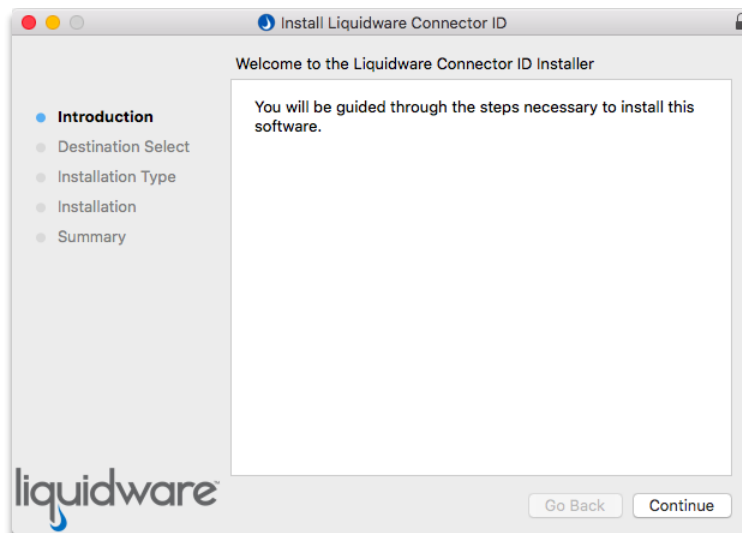 Install Liquidware Connector ID
Welcome to the Liquidware Connector ID Installer
Introduction
Destination Select
Installation Type
Installation
Summary
You will be guided through the steps necessary to install this
software.
liquidware™
Go Back
Continue